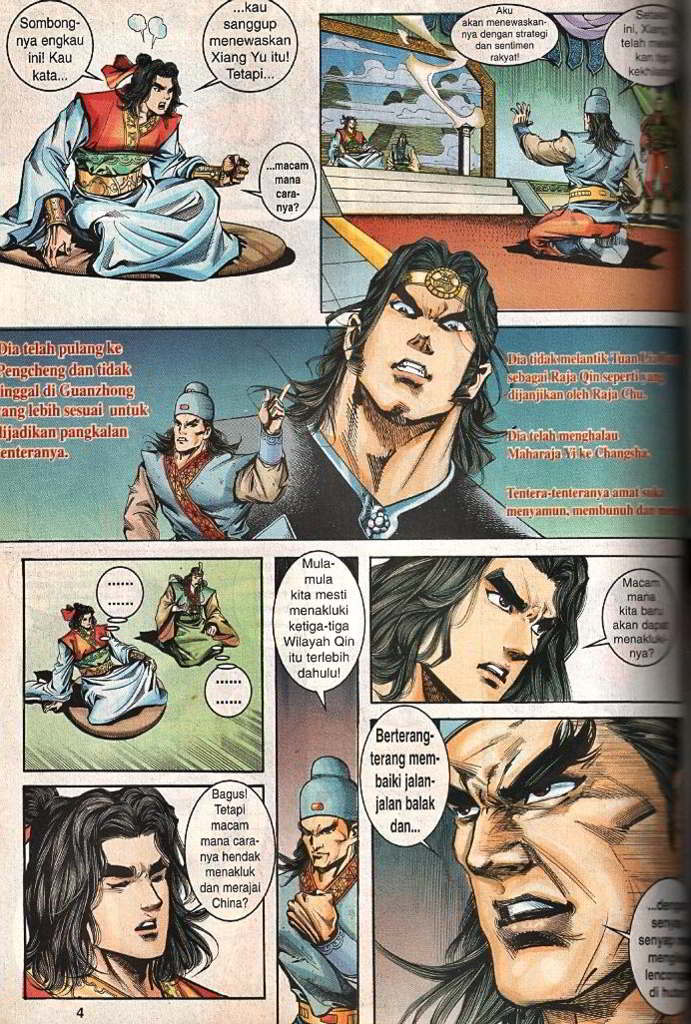 Sombong-
nya engkau
ini! Kau
kata...
...kau
sanggup
menewaskan
Xiang Yu itu!
Tetapi...
...macam
mana
cara-
nya?
Aku
akan menewaskan-
nya dengan strategi
dan sentimen
rakyat!
ini, Xiang
telah
kan
Dia telah pulang ke
Pengcheng dan tidak
tinggal di Guanzhong
yang lebih sesuai untuk
dijadikan pangkalan
tenteranya.
Dia tidak melantik Tuan
sebagai Raja Qin seperti yang
dijanjikan oleh Raja Chu.
Dia telah menghalau
Maharaja Yi ke Changsha.
Tentera-tenteranya amat suka
menyamun, membunuh dan
......
......
......
......
Mula-
mula
kita mesti
menakluki
ketiga-tiga
Wilayah Qin
itu terlebih
dahulu!
Macam
mana
kita baru
akan dapat
menakluki-
nya?
Bagus!
Tetapi
macam
mana cara-
nya hendak
menakluk
dan merajai
China?
Berterang-
terang mem-
baiki jalan-
jalan balak
dan...
di
4